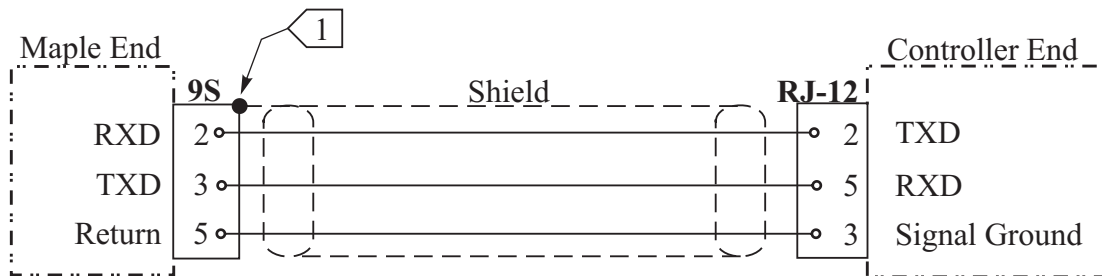 1
Maple End
Controller End
9S
Shield
RJ-12
RXD 2 2 TXD
TXD 3 5 RXD
Return 5 3 Signal Ground